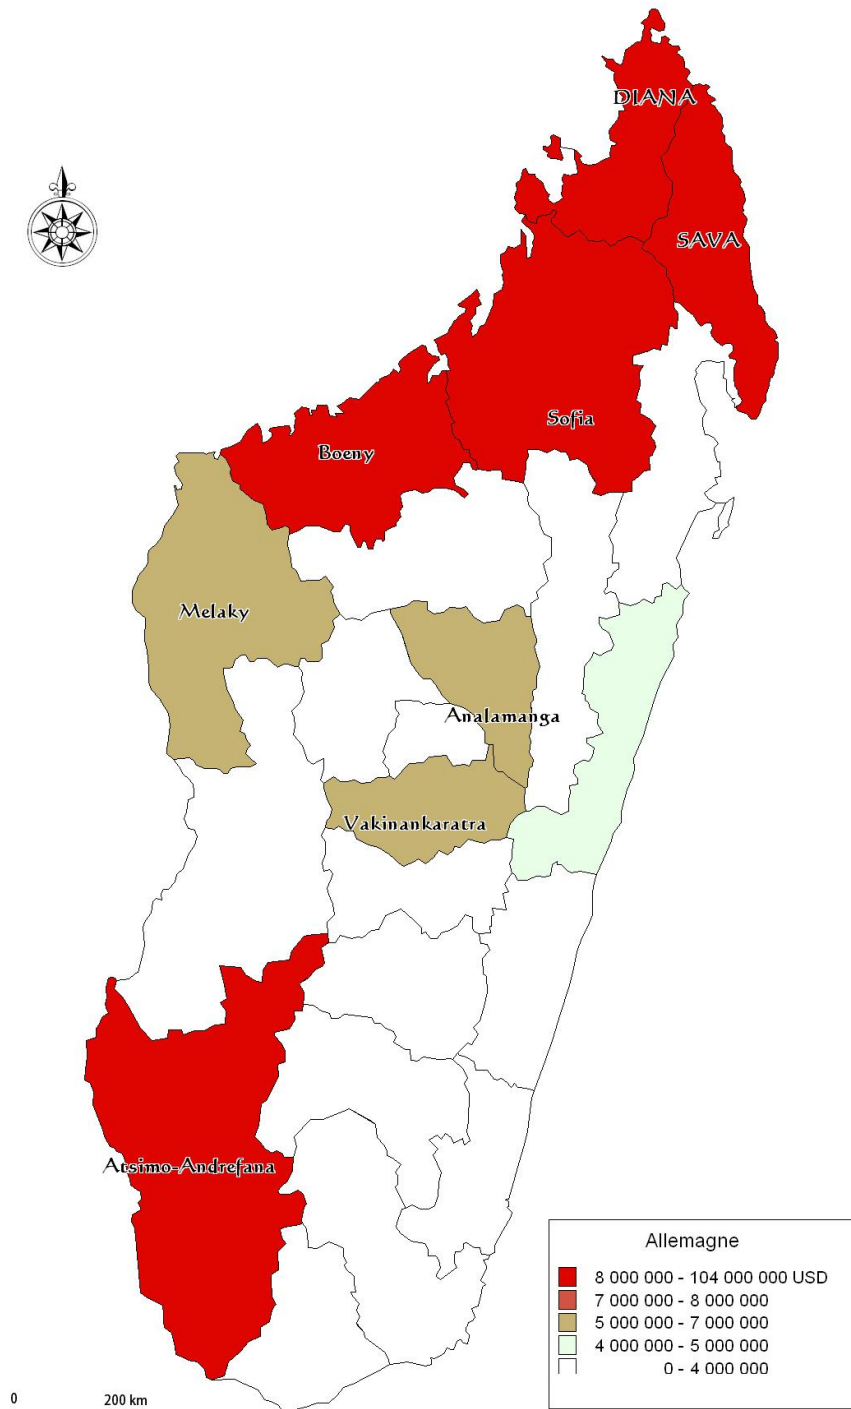 DIANA
SAVA
Sofia
Boeny
Melaky
Analamanga
Vakinankaratra
Atsimo-Andrefana
Allemagne
8 000 000 - 104 000 000 USD
7 000 000 - 8 000 000
5 000 000 - 7 000 000
4 000 000 - 5 000 000
0 - 4 000 000
0 200 km